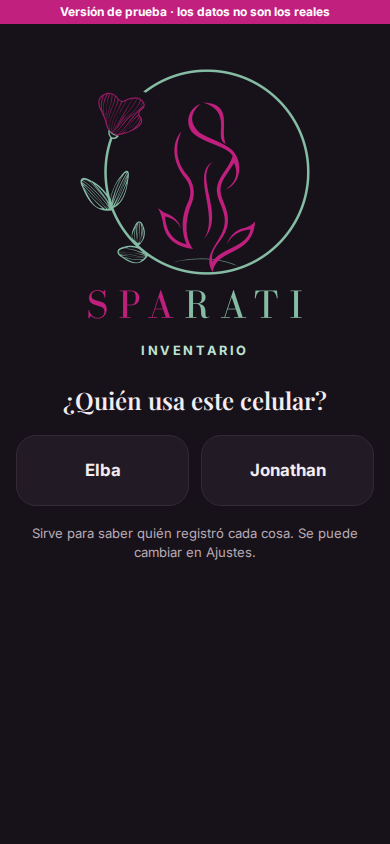 Versión de prueba · los datos no son los reales
SPARATI
INVENTARIO
¿Quién usa este celular?
Elba
Jonathan
Sirve para saber quién registró cada cosa. Se puede
cambiar en Ajustes.